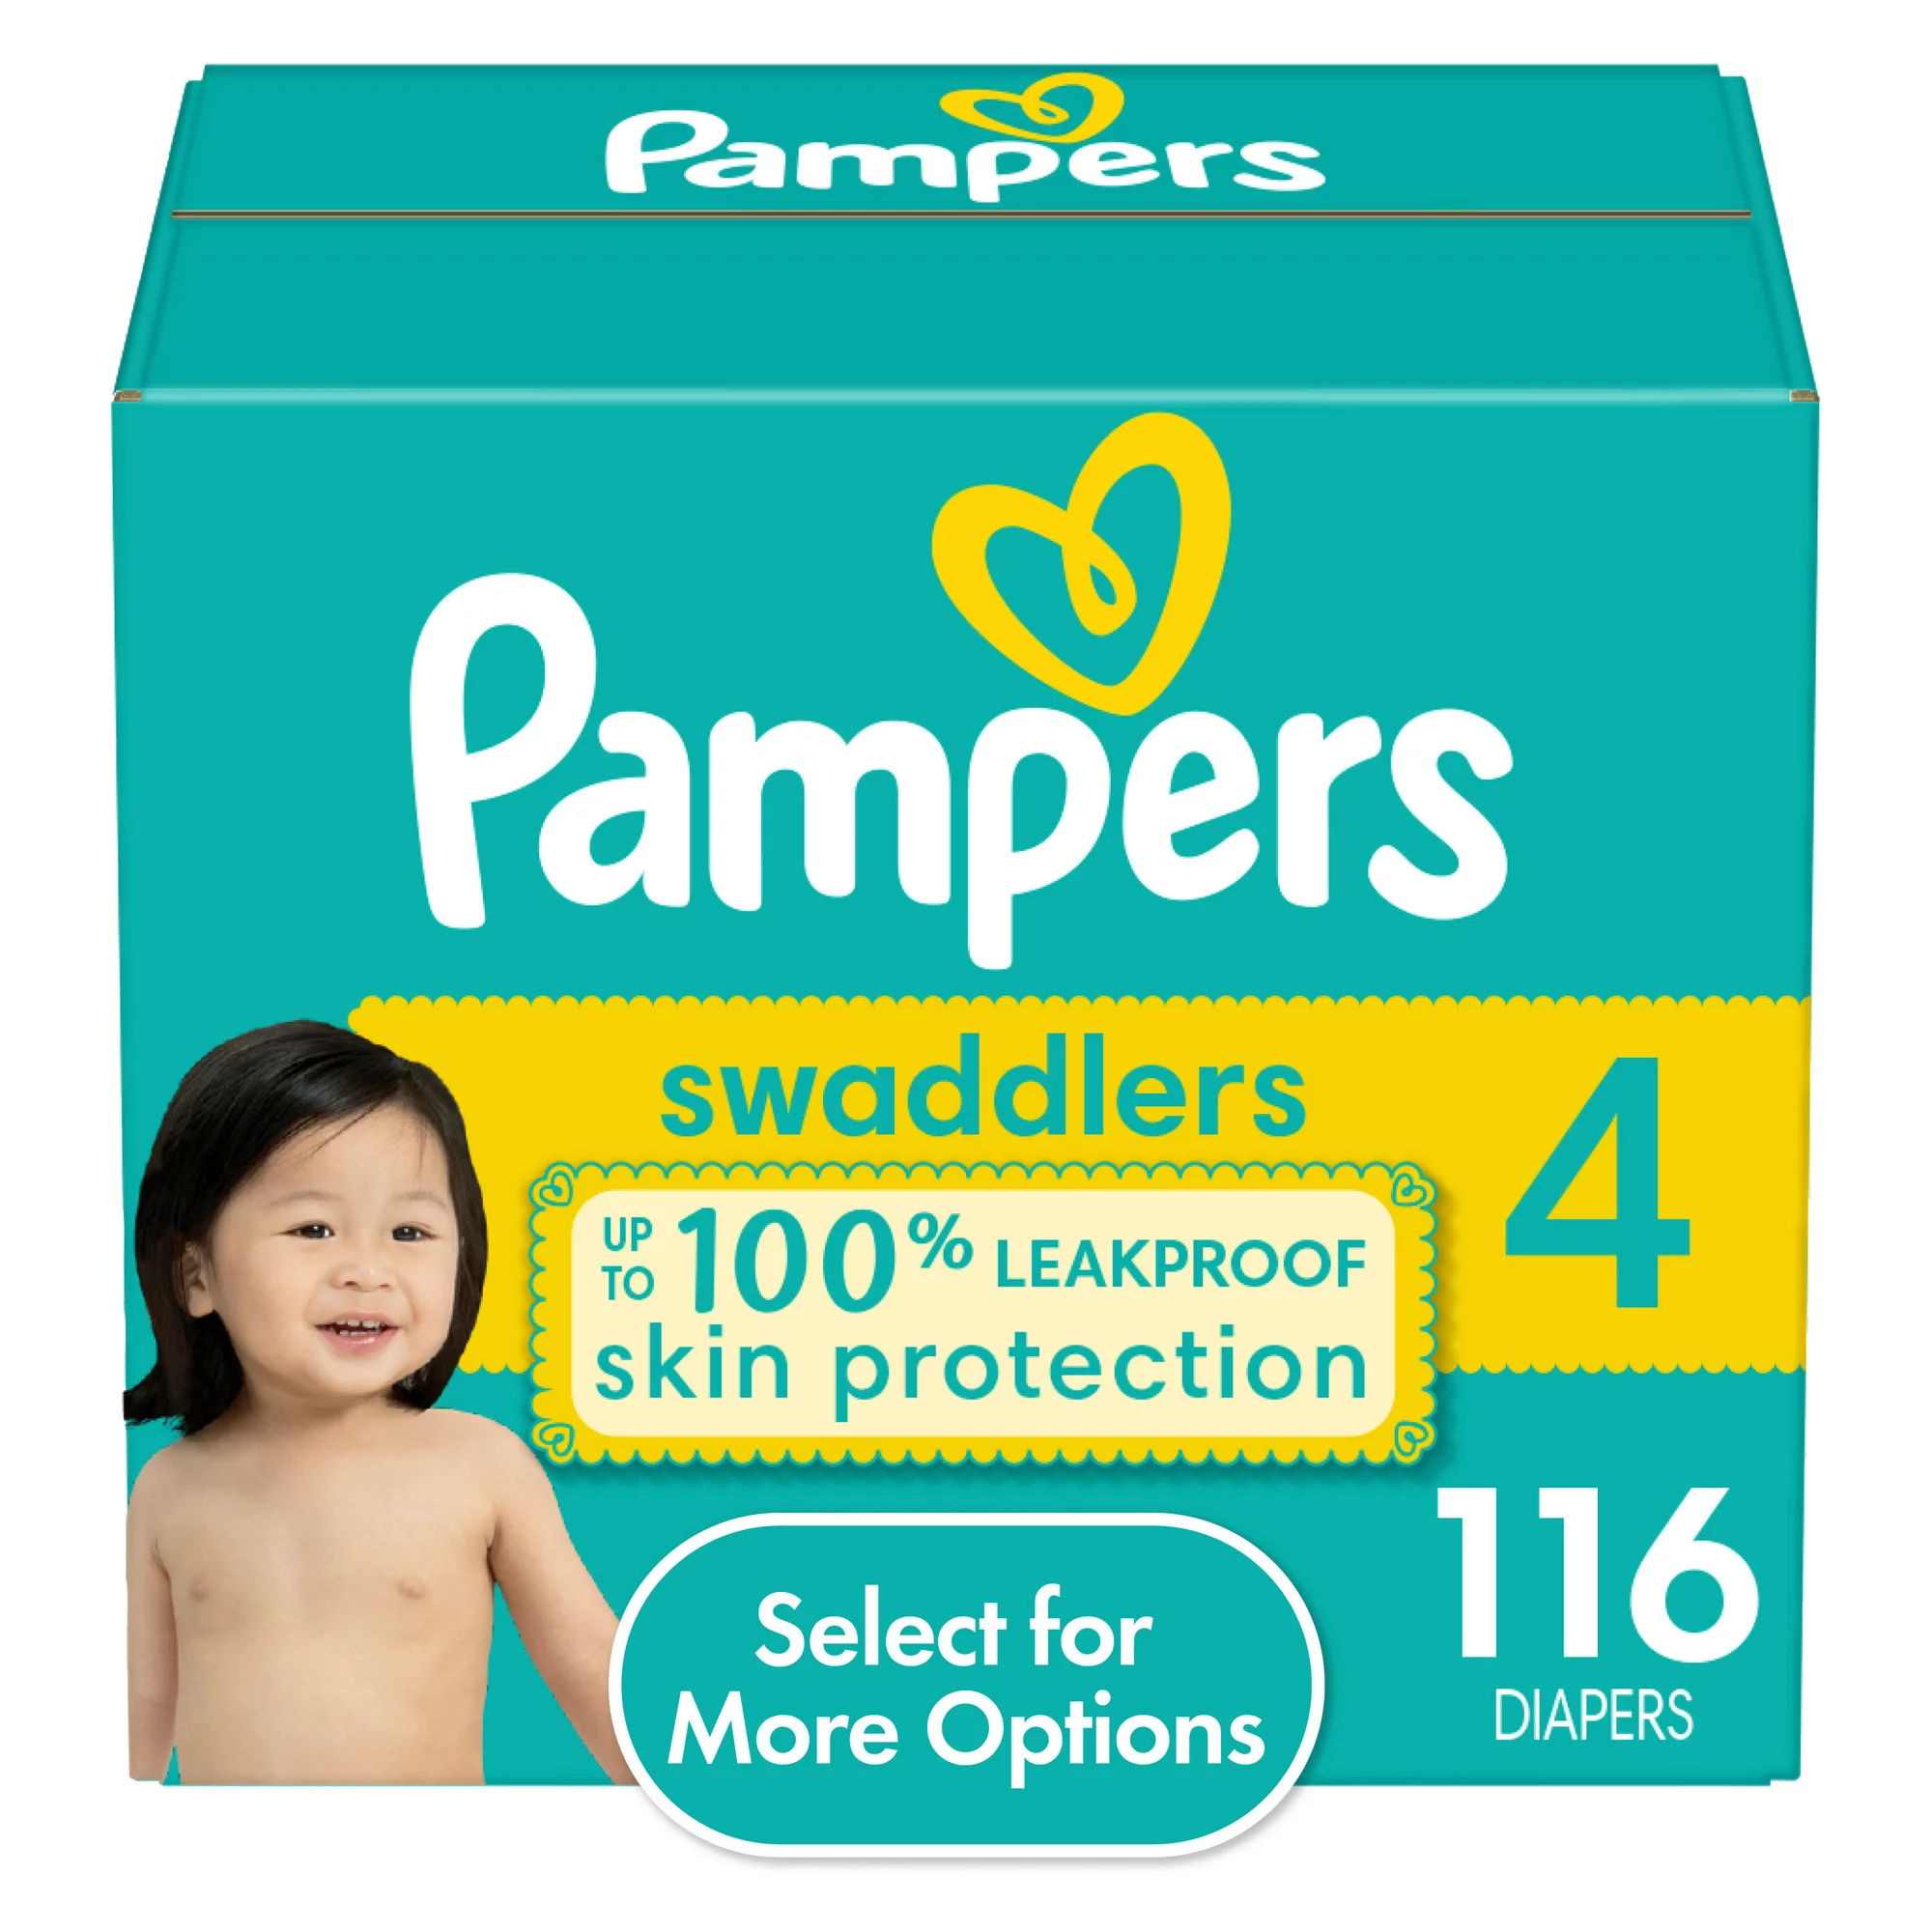 Pampers
Pampers
swaddlers
4
UP TO 100% LEAKPROOF
skin protection
116
DIAPERS
Select for
More Options